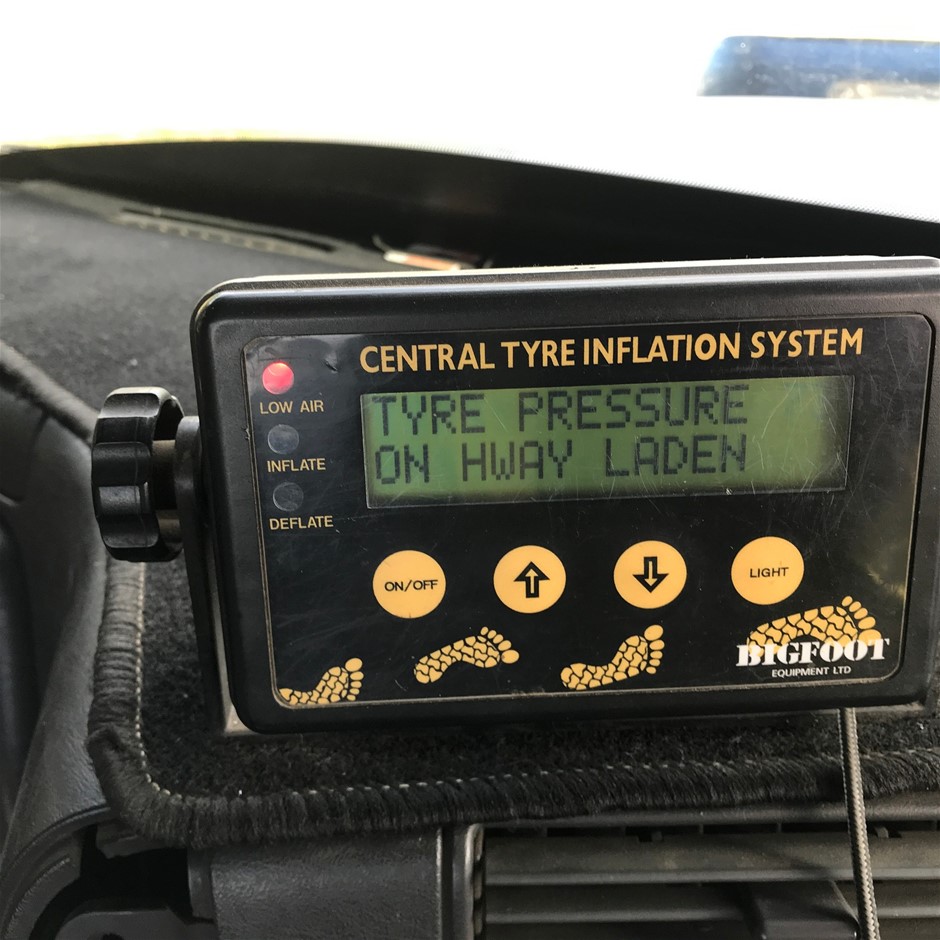 CENTRAL TYRE INFLATION SYSTEM
LOW AIR
TYRE PRESSURE
INFLATE
ON HWAY LADEN
DEFLATE
ON/OFF
LIGHT
BIGFOOT
EQUIPMENT LTD